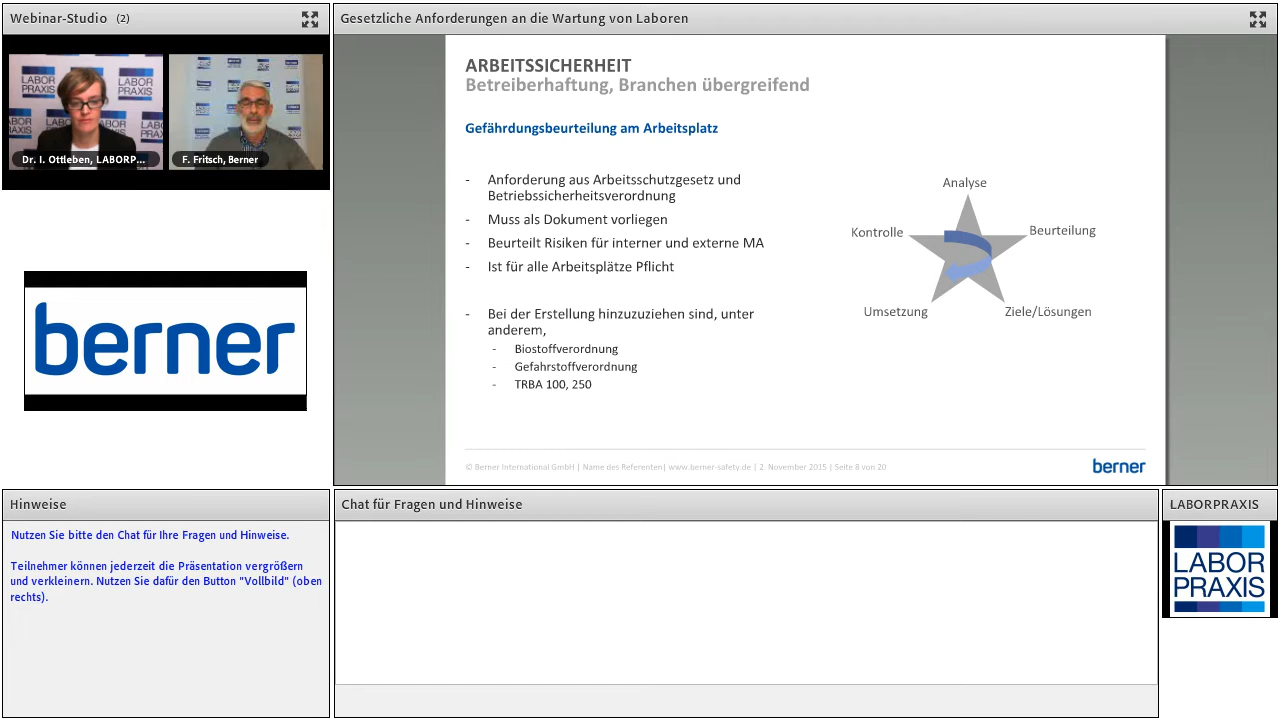 Webinar-Studio (2)
LABOR PRAXIS
Dr. I. Ottleben, LABORP...
F. Fritsch, Berner
berner
Gesetzliche Anforderungen an die Wartung von Laboren
ARBEITSSICHERHEIT
Betreiberhaftung, Branchen übergreifend
Gefährdungsbeurteilung am Arbeitsplatz
- Anforderung aus Arbeitsschutzgesetz und
Betriebssicherheitsverordnung
- Muss als Dokument vorliegen
- Beurteilt Risiken für interner und externe MA
- Ist für alle Arbeitsplätze Pflicht
- Bei der Erstellung hinzuzuziehen sind, unter
anderem,
- Biostoffverordnung
- Gefahrstoffverordnung
- TRBA 100, 250
Analyse
Kontrolle
Beurteilung
Umsetzung
Ziele/Lösungen
© Berner International GmbH | Name des Referenten| www.berner-safety.de | 2. November 2015 | Seite 8 von 20
berner
Hinweise
Nutzen Sie bitte den Chat für Ihre Fragen und Hinweise.
Teilnehmer können jederzeit die Präsentation vergrößern
und verkleinern. Nutzen Sie dafür den Button "Vollbild" (oben
rechts).
Chat für Fragen und Hinweise
LABORPRAXIS
LABOR
PRAXIS